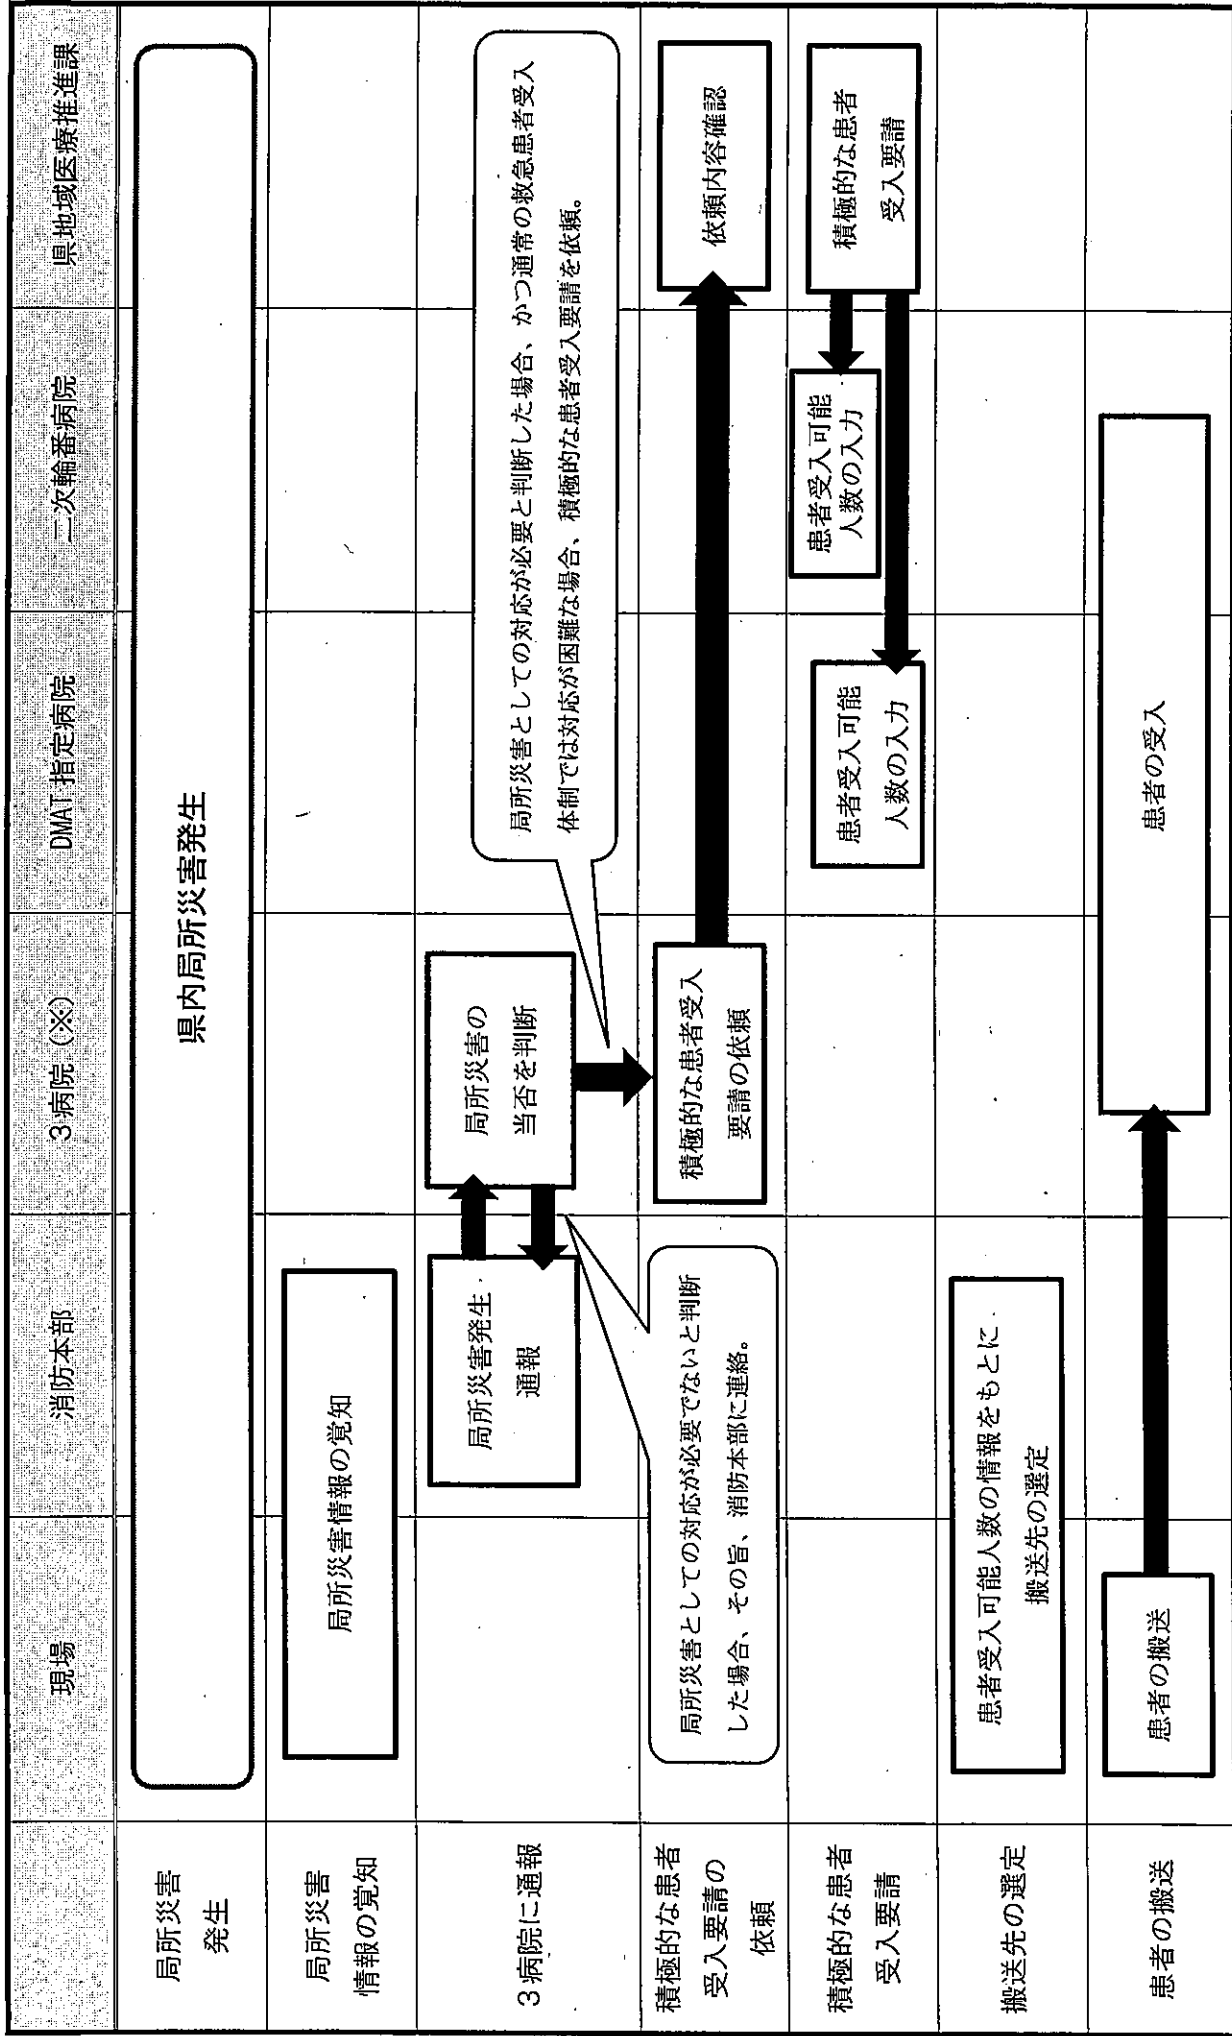 現場
消防本部
3病院(※)
DMAT指定病院
二次輪番病院
県地域医療推進課
局所災害
発生
県内局所災害発生
局所災害
情報の覚知
局所災害情報の覚知
3病院に通報
局所災害発生
通報
局所災害の
当否を判断
局所災害としての対応が必要と判断した場合、かつ通常の救急患者受入
体制では対応が困難な場合、積極的な患者受入要請を依頼。
積極的な患者
受入要請の
依頼
局所災害としての対応が必要でないと判断
した場合、その旨、消防本部に連絡。
積極的な患者受入
要請の依頼
依頼内容確認
積極的な患者
受入要請
患者受入可能
人数の入力
患者受入可能
人数の入力
積極的な患者
受入要請
搬送先の選定
患者受入可能人数の情報をもとに
搬送先の選定
患者の搬送
患者の搬送
患者の受入